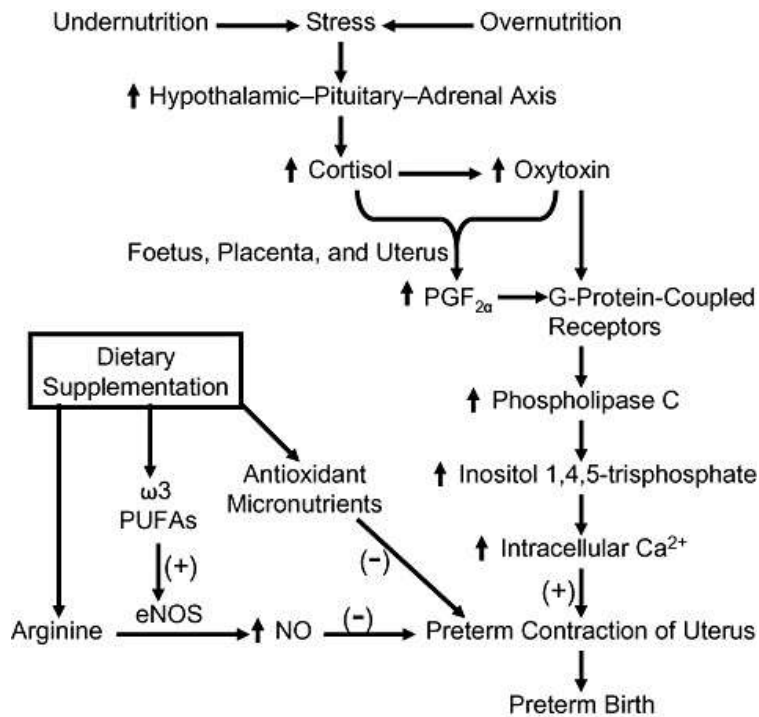 Undernutrition
Stress
Overnutrition
Hypothalamic–Pituitary–Adrenal Axis
Cortisol
Oxytoxin
Foetus, Placenta, and Uterus
PGF2α
G-Protein-Coupled
Receptors
Dietary
Supplementation
Phospholipase C
Antioxidant
Micronutrients
Inositol 1,4,5-trisphosphate
ω3
PUFAs
Intracellular Ca2+
(+)
(-)
(+)
Arginine
eNOS
NO
(-)
Preterm Contraction of Uterus
Preterm Birth